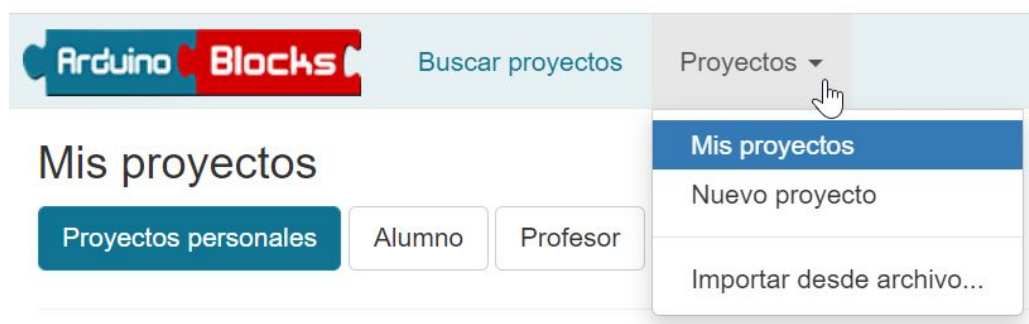 Arduino Blocks
Buscar proyectos
Proyectos
Mis proyectos
Nuevo proyecto
Importar desde archivo...
Mis proyectos
Proyectos personales
Alumno
Profesor